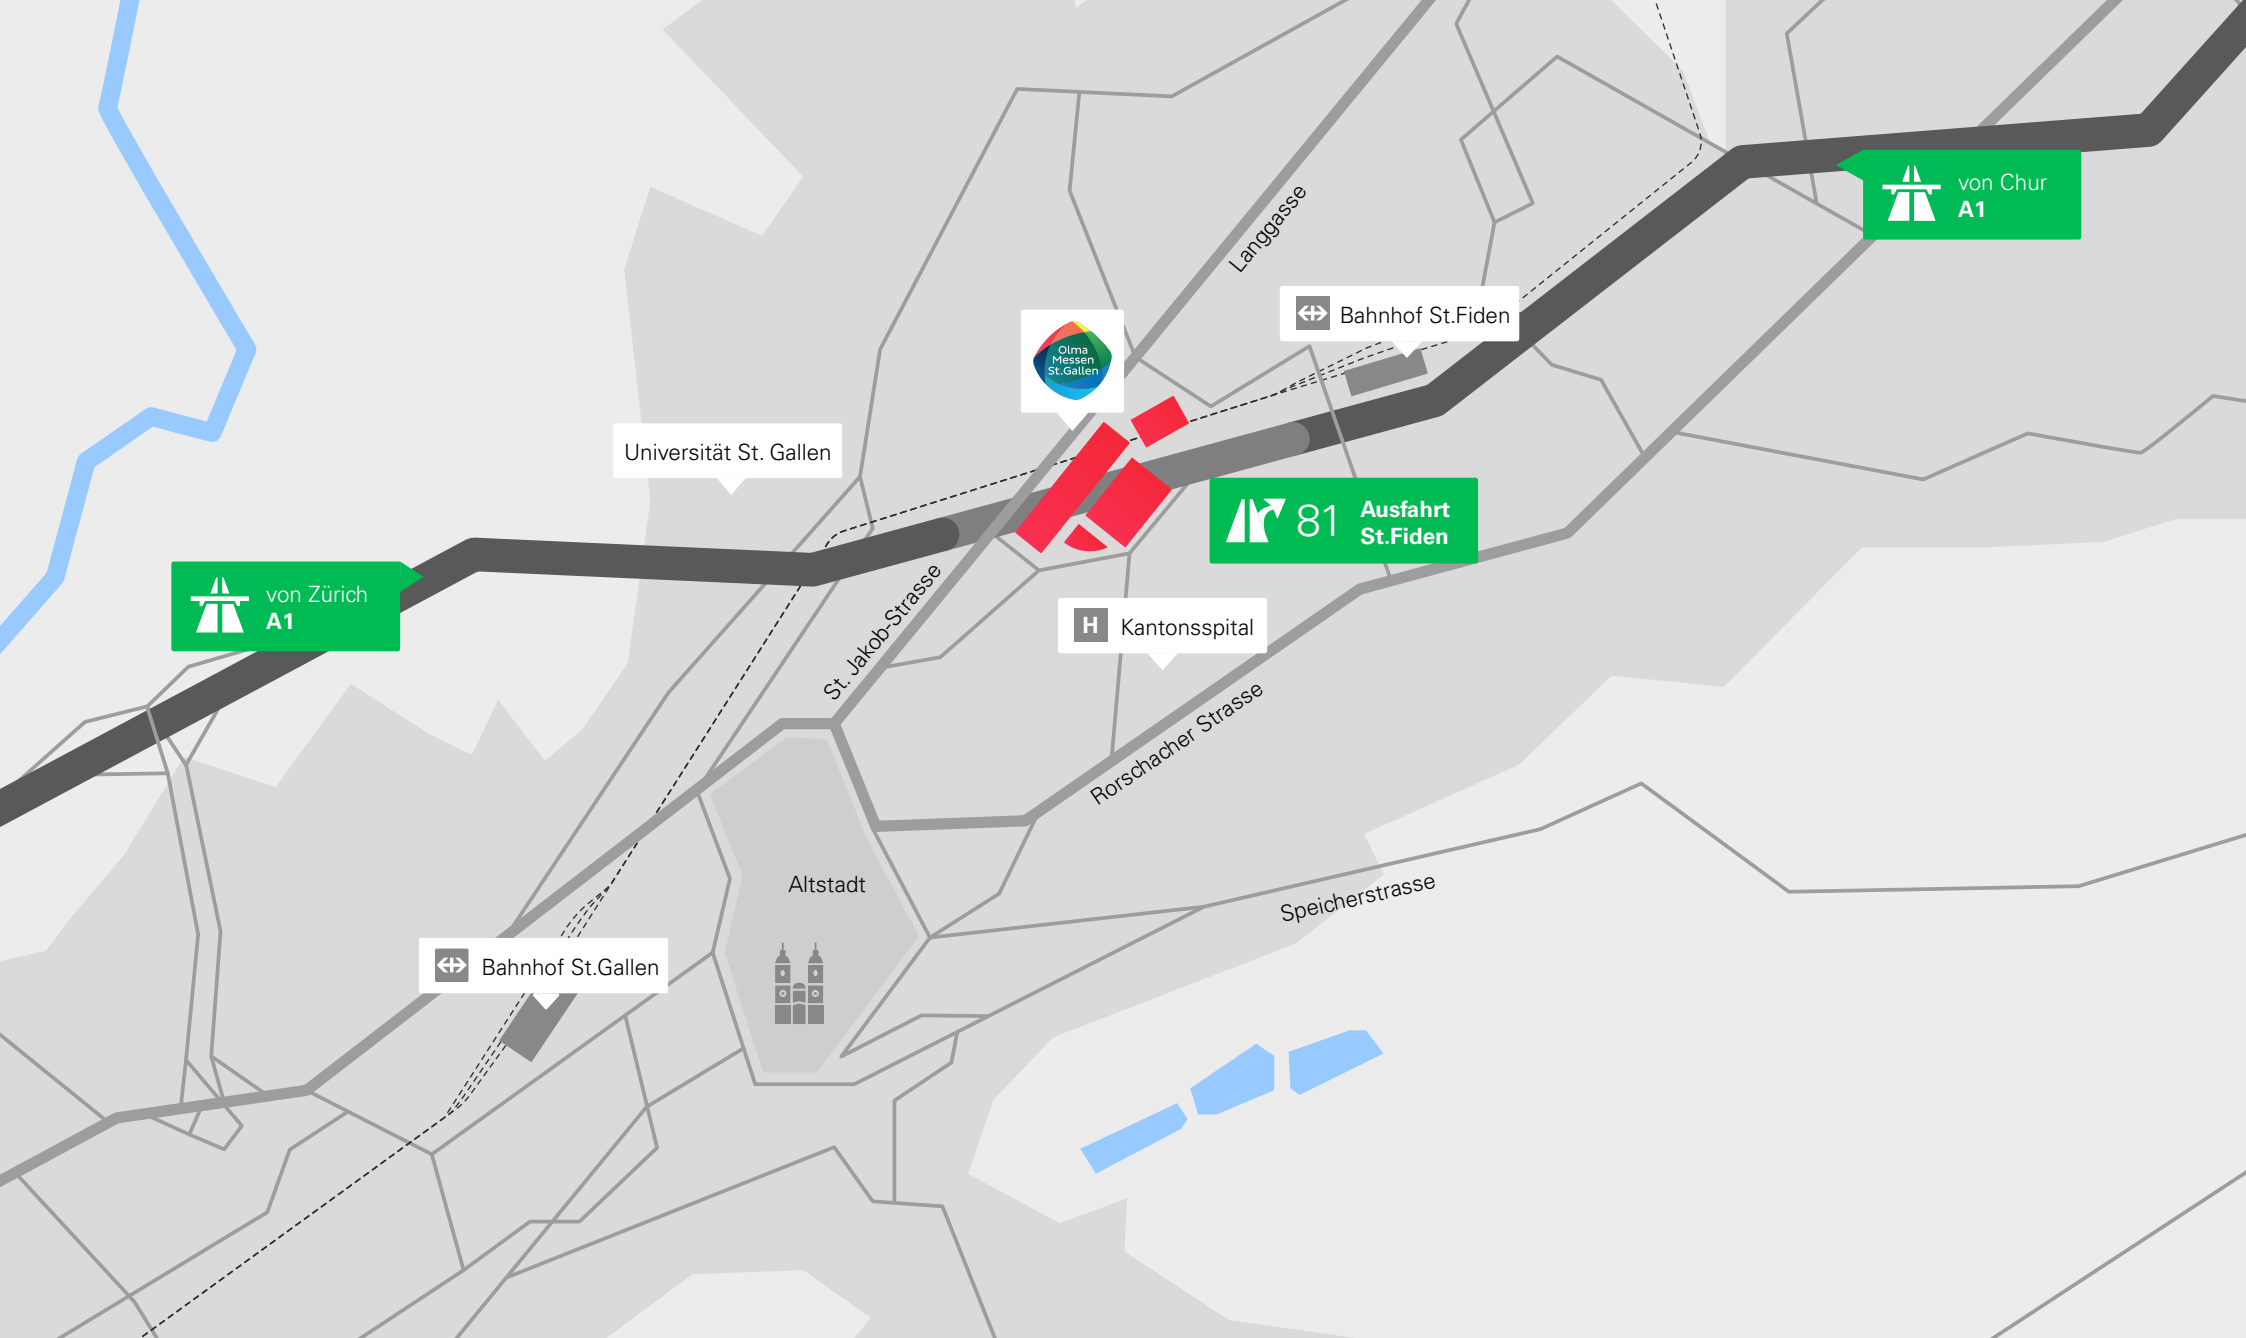 von Chur
A1
Langgasse
Bahnhof St.Fiden
Olma
Messen
St.Gallen
Universität St. Gallen
81
Ausfahrt
St.Fiden
von Zürich
A1
St. Jakob-Strasse
H
Kantonsspital
Rorschacher Strasse
Altstadt
Speicherstrasse
Bahnhof St.Gallen